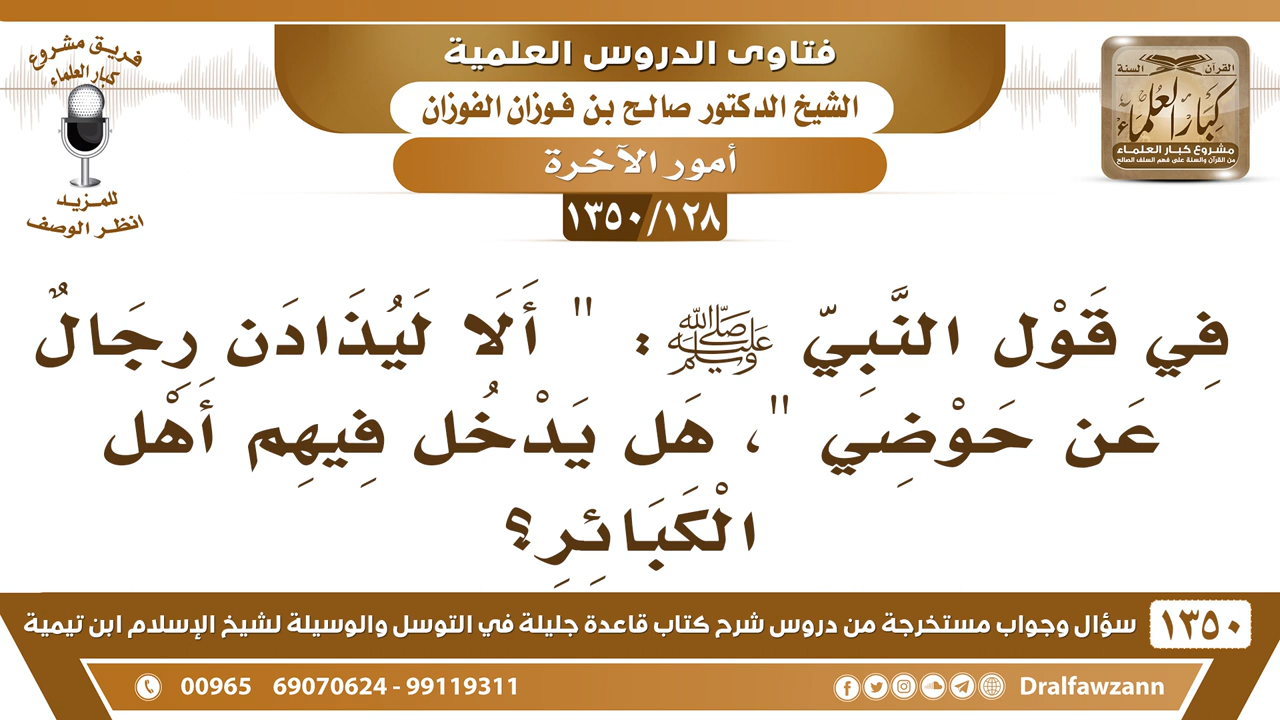 فريق مشروع
كبار العلماء
للمزيد
انظر الوصف
فتاوى الدروس العلمية
الشيخ الدكتور صالح بن فوزان الفوزان
أمور الآخرة
١٣٥٠/١٢٨
القرآن السنة
كبار العلماء
مشروع كبار العلماء
من القرآن والسنة على فهم السلف الصالح
فِي قَوْل النَّبِيّ ﷺ : " أَلَا لَيُذَادَن رِجَالٌ
عَن حَوْضِي "، هَل يَدْخُل فِيهِم أَهْل
الْكَبَائِرِ؟
١٣٥٠ سؤال وجواب مستخرجة من دروس شرح كتاب قاعدة جليلة في التوسل والوسيلة لشيخ الإسلام ابن تيمية
00965 69070624 - 99119311
Dralfawzann